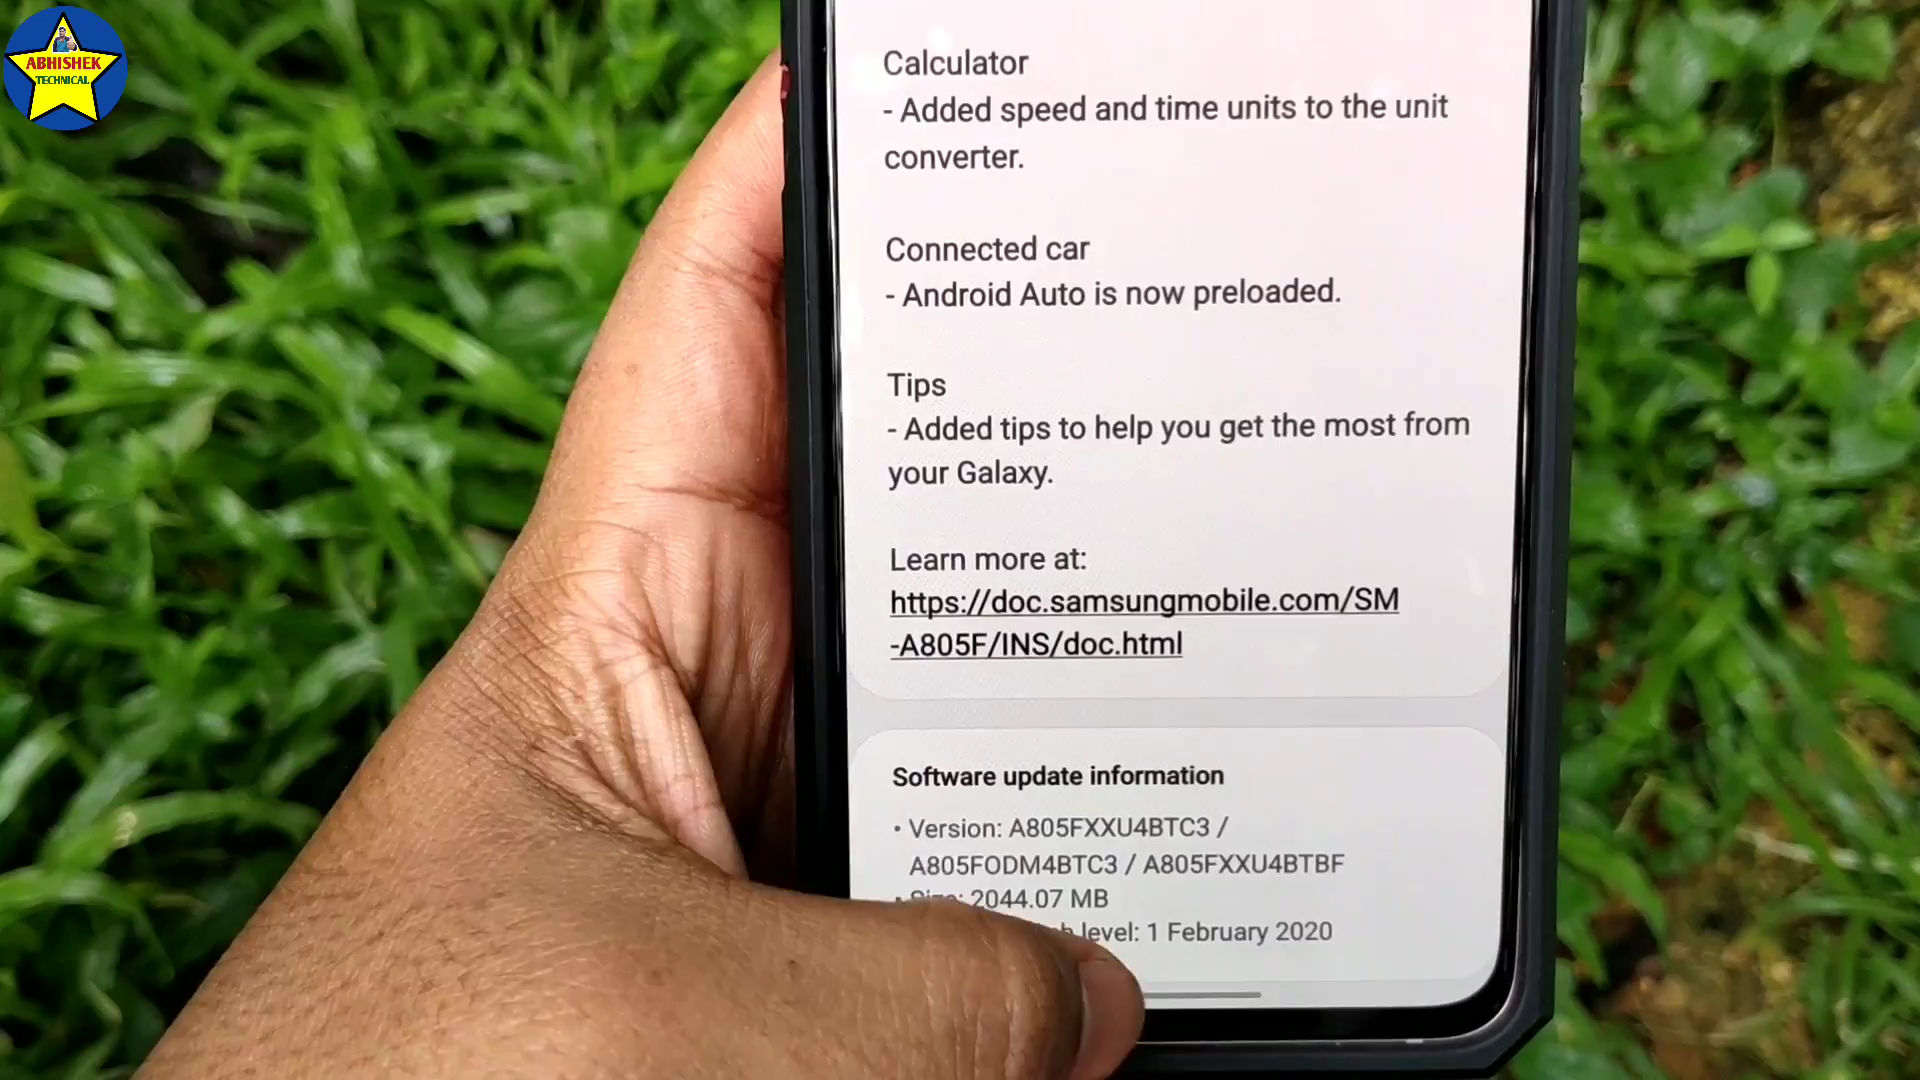 ABHISHEK
TECHNICAL
Calculator
- Added speed and time units to the unit
converter.
Connected car
- Android Auto is now preloaded.
Tips
- Added tips to help you get the most from
your Galaxy.
Learn more at:
https://doc.samsungmobile.com/SM
-A805F/INS/doc.html
Software update information
• Version: A805FXXU4BTC3 /
A805FODM4BTC3 / A805FXXU4BTBF
• Size: 2044.07 MB
level: 1 February 2020